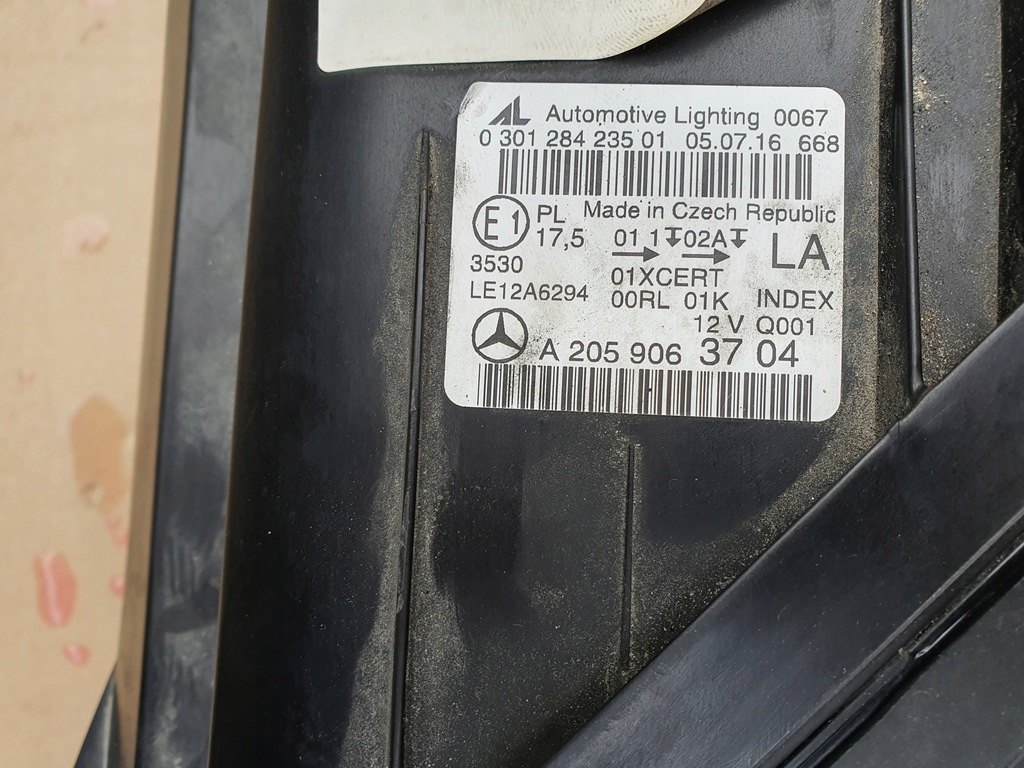 AL Automotive Lighting 0067
0 301 284 235 01 05.07.16 668
E1 PL Made in Czech Republic
17,5 01 1 02A LA
3530 01XCERT
LE12A6294 00RL 01K INDEX
12 V Q001
A 205 906 37 04